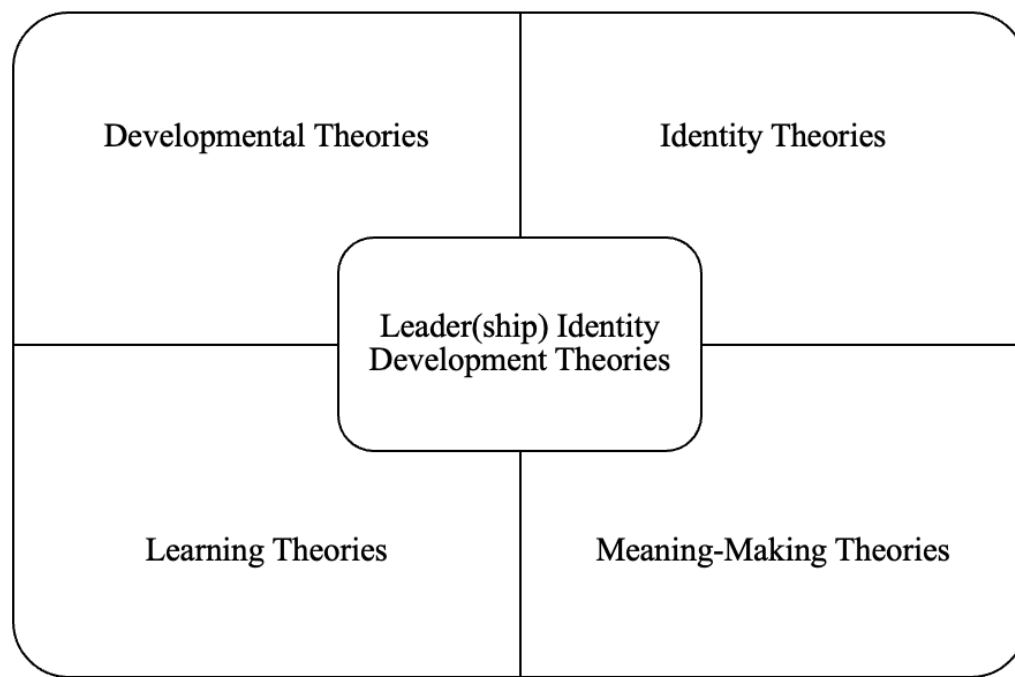 Developmental Theories
Identity Theories
Leader(ship) Identity
Development Theories
Learning Theories
Meaning-Making Theories